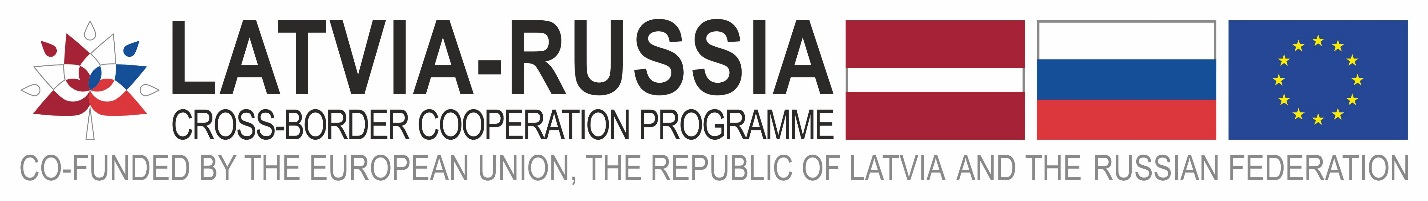 LATVIA-RUSSIA
CROSS-BORDER COOPERATION PROGRAMME
CO-FUNDED BY THE EUROPEAN UNION, THE REPUBLIC OF LATVIA AND THE RUSSIAN FEDERATION